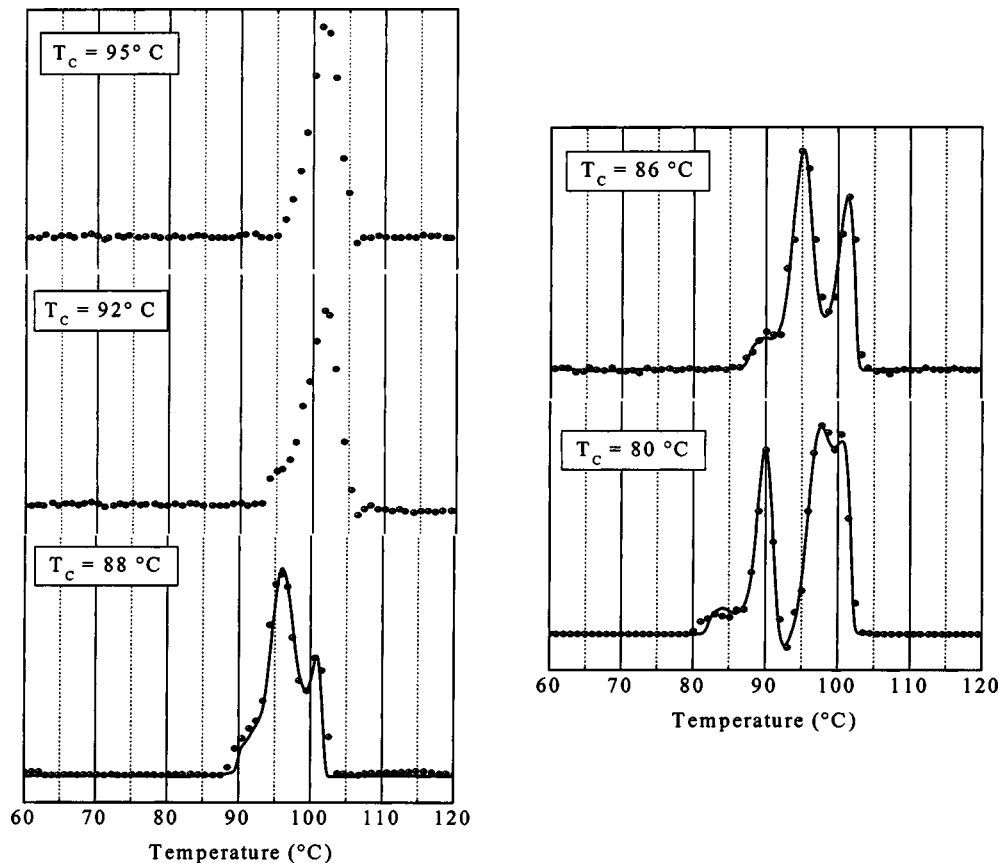 T_C = 95° C
T_C = 92° C
T_C = 88 °C
60 70 80 90 100 110 120
Temperature (°C)
T_C = 86 °C
T_C = 80 °C
60 70 80 90 100 110 120
Temperature (°C)